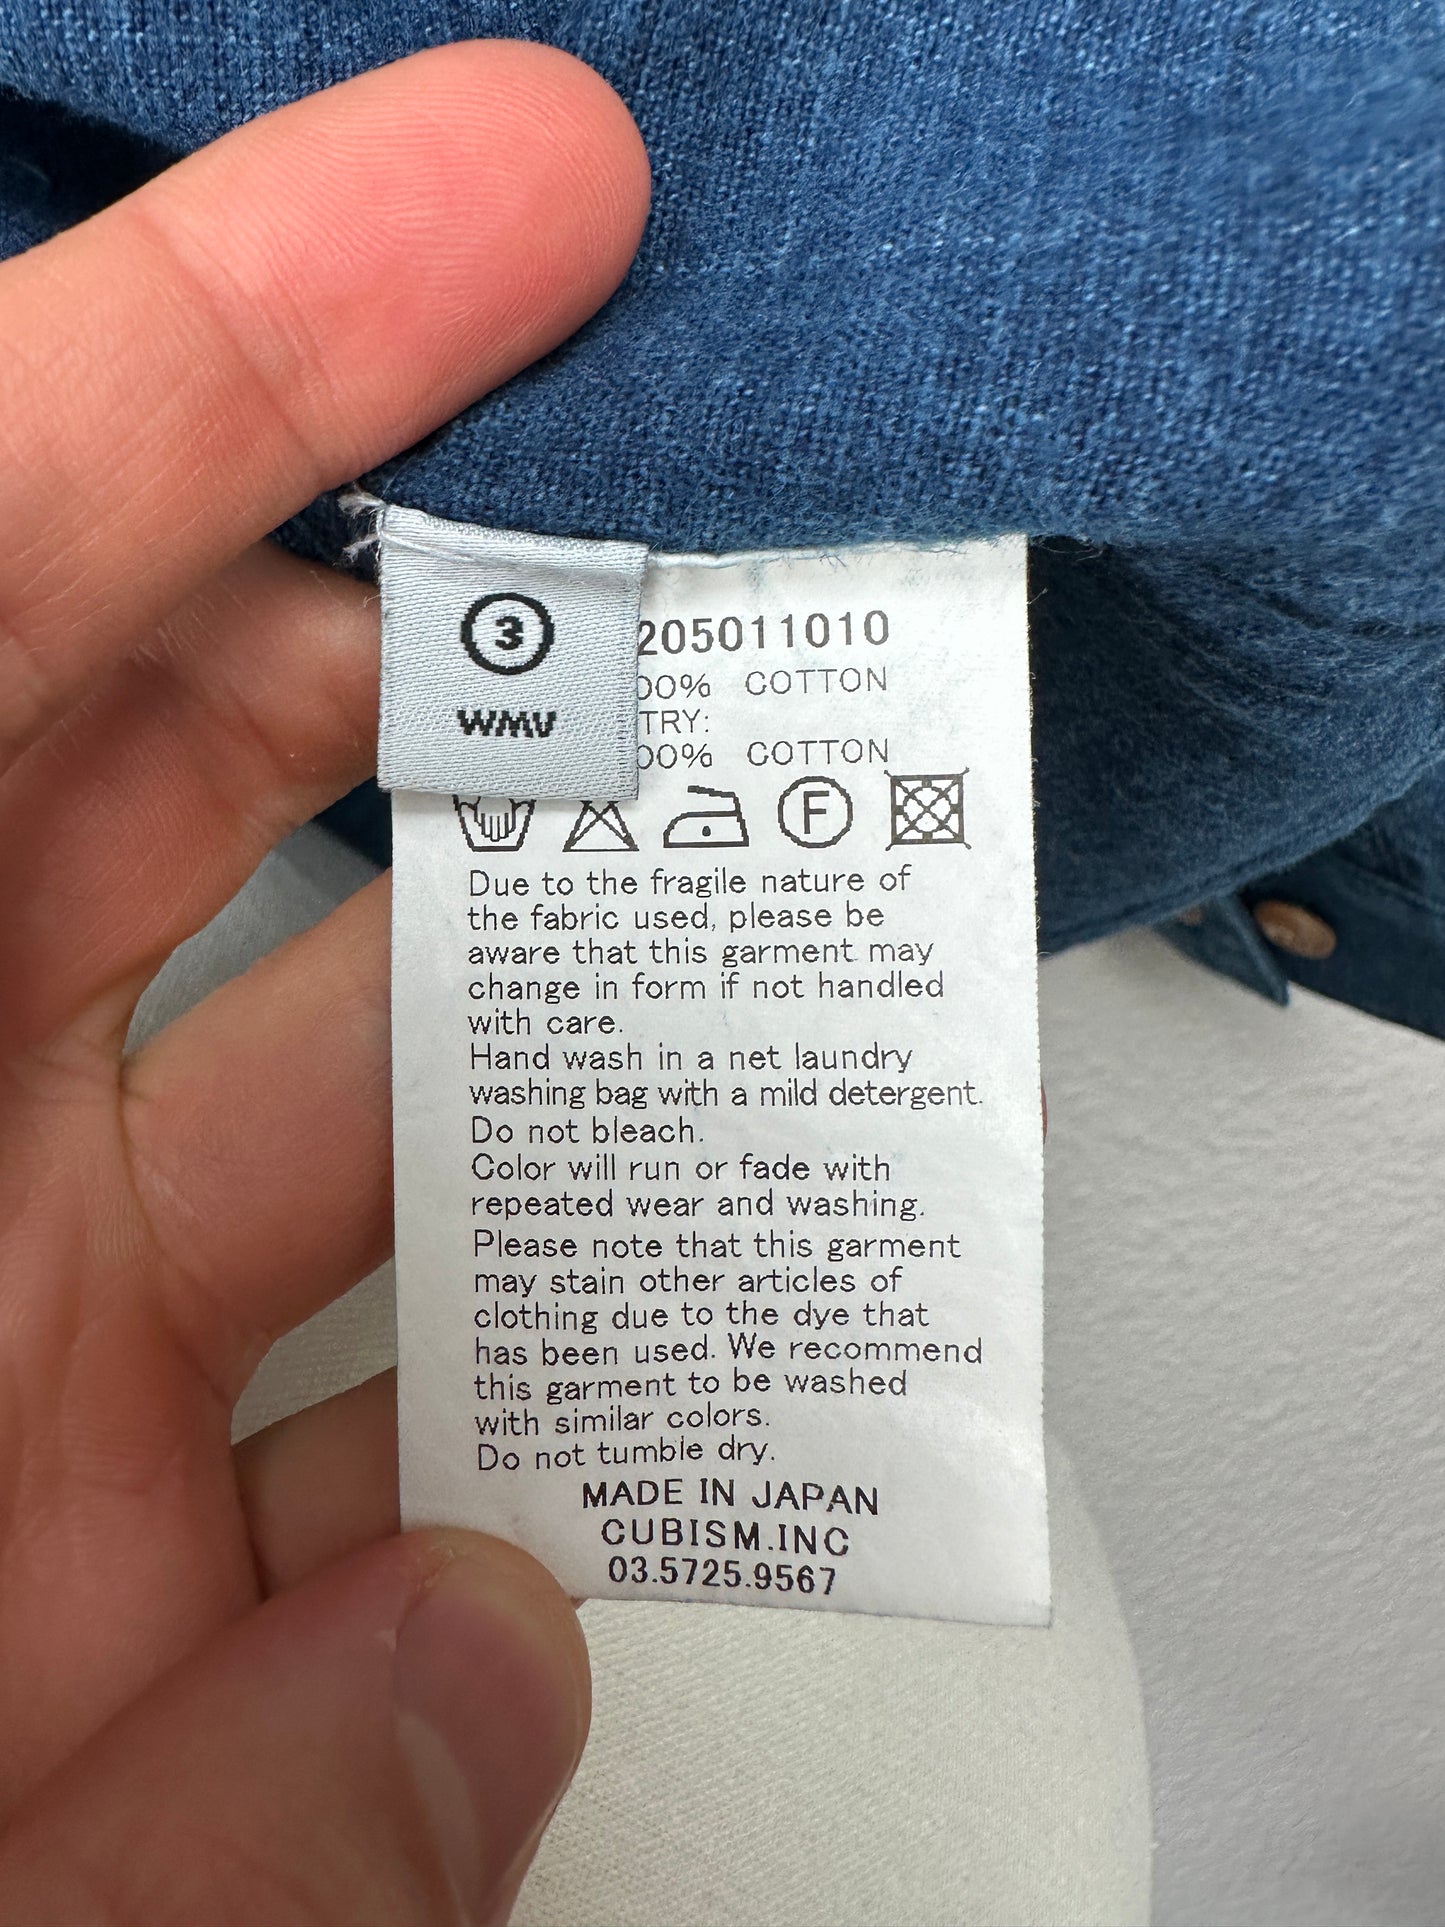 3
WMV
205011010
00% COTTON
TRY:
00% COTTON
F
Due to the fragile nature of
the fabric used, please be
aware that this garment may
change in form if not handled
with care.
Hand wash in a net laundry
washing bag with a mild detergent.
Do not bleach.
Color will run or fade with
repeated wear and washing.
Please note that this garment
may stain other articles of
clothing due to the dye that
has been used. We recommend
this garment to be washed
with similar colors.
Do not tumble dry.
MADE IN JAPAN
CUBISM.INC
03.5725.9567